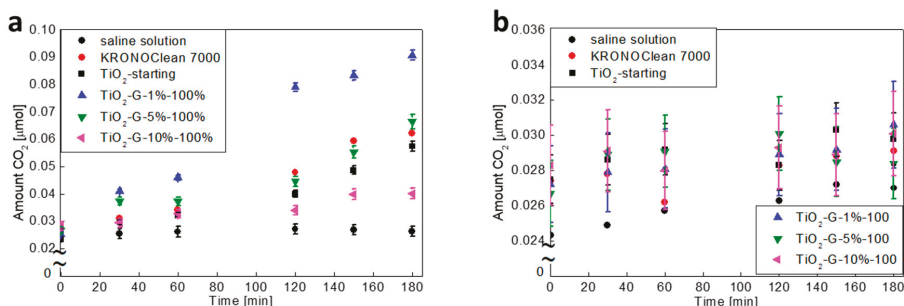 a
Amount CO2 [µmol]
0.10
0.09
0.08
0.07
0.06
0.05
0.04
0.03
0.02
0
saline solution
KRONOClean 7000
TiO2-starting
TiO2-G-1%-100%
TiO2-G-5%-100%
TiO2-G-10%-100%
0 20 40 60 80 100 120 140 160 180
Time [min]
b
Amount CO2 [µmol]
0.036
0.034
0.032
0.030
0.028
0.026
0.024
0
saline solution
KRONOClean 7000
TiO2-starting
TiO2-G-1%-100
TiO2-G-5%-100
TiO2-G-10%-100
0 20 40 60 80 100 120 140 160 180
Time [min]